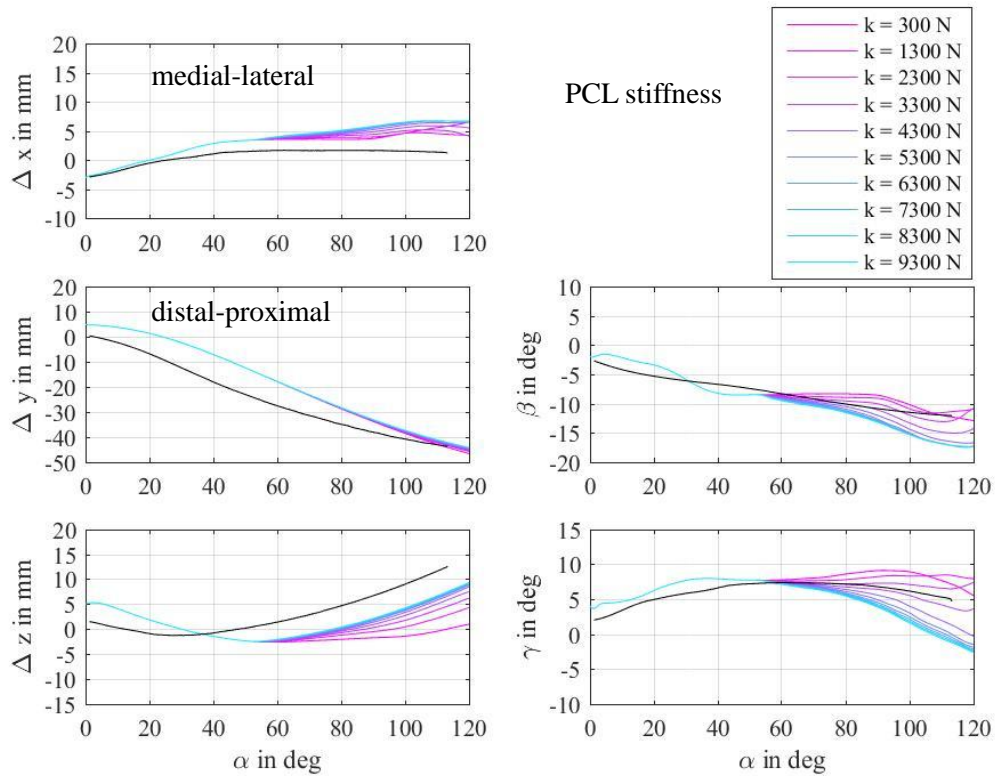 medial-lateral
Δ x in mm
20
15
10
5
0
-5
-10
0 20 40 60 80 100 120
PCL stiffness
k = 300 N
k = 1300 N
k = 2300 N
k = 3300 N
k = 4300 N
k = 5300 N
k = 6300 N
k = 7300 N
k = 8300 N
k = 9300 N
distal-proximal
Δ y in mm
20
10
0
-10
-20
-30
-40
-50
0 20 40 60 80 100 120
β in deg
10
5
0
-5
-10
-15
-20
0 20 40 60 80 100 120
Δ z in mm
20
15
10
5
0
-5
-10
-15
0 20 40 60 80 100 120
α in deg
γ in deg
15
10
5
0
-5
-10
0 20 40 60 80 100 120
α in deg